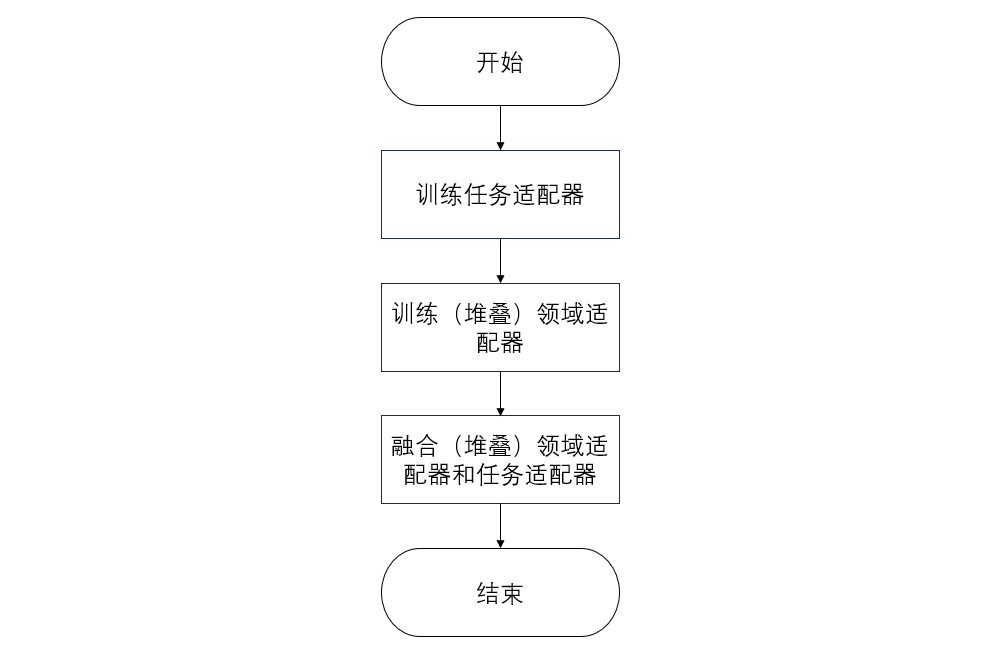 开始
训练任务适配器
训练（堆叠）领域适
配器
融合（堆叠）领域适
配器和任务适配器
结束